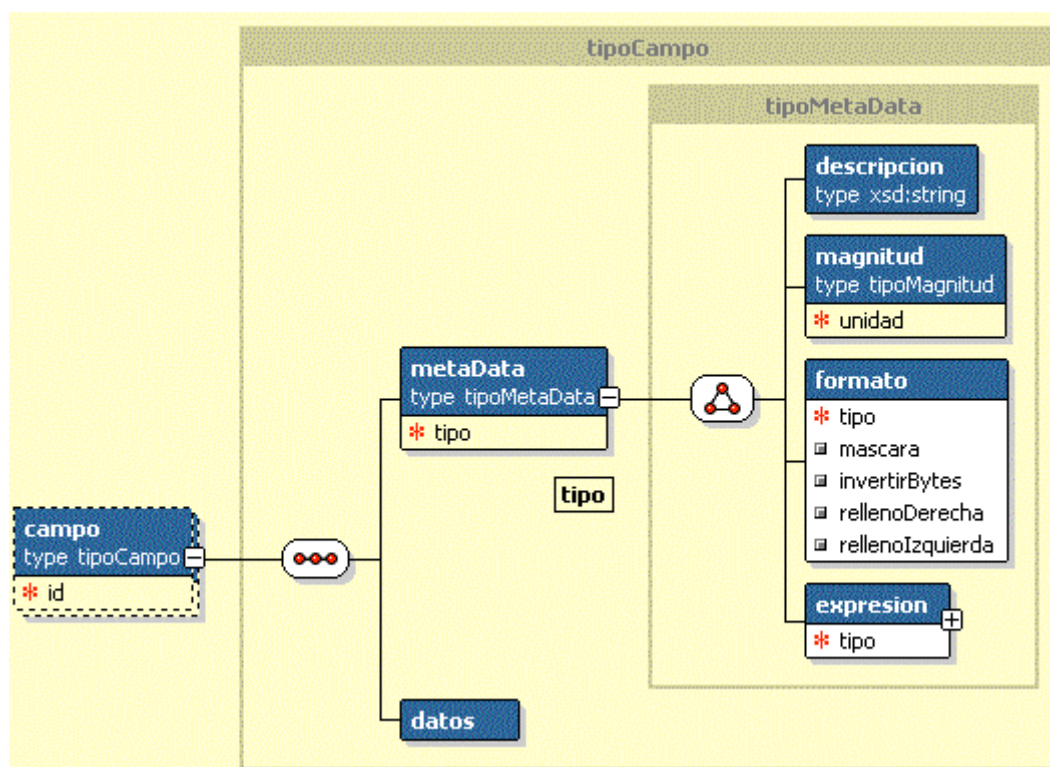 tipoCampo
tipoMetaData
descripcion
type xsd:string
magnitud
type tipoMagnitud
* unidad
metaData
type tipoMetaData
* tipo
formato
* tipo
mascara
invertirBytes
rellenoDerecha
rellenoIzquierda
tipo
campo
type tipoCampo
* id
expresion
* tipo
datos